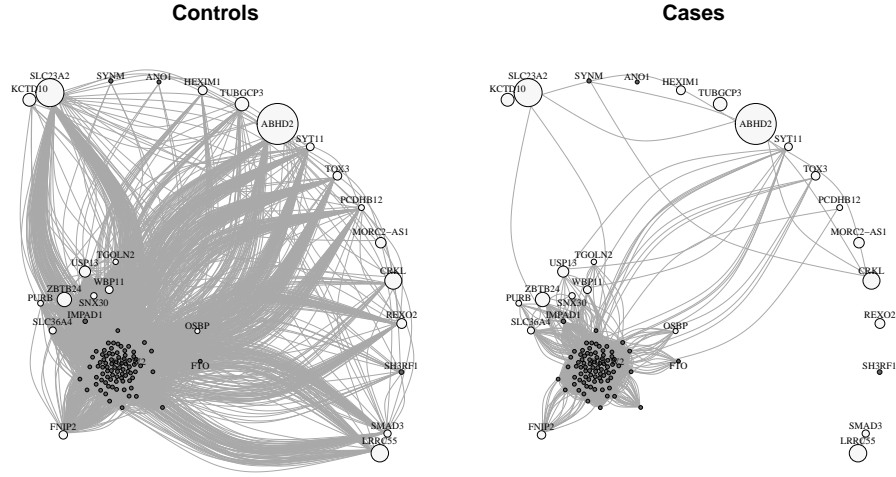 Controls
Cases
SLC23A2
KCTD10
SYNM
ANO1
HEXIM1
TUBGCP3
ABHD2
SYT11
TOX3
PCDHB12
MORC2−AS1
CRKL
REXO2
SH3RF1
SMAD3
LRRC55
TGOLN2
USP13
WBP11
ZBTB24
SNX30
PURB
IMPAD1
SLC36A4
OSBP
FTO
FNIP2
SLC23A2
KCTD10
SYNM
ANO1
HEXIM1
TUBGCP3
ABHD2
SYT11
TOX3
PCDHB12
MORC2−AS1
CRKL
REXO2
SH3RF1
SMAD3
LRRC55
TGOLN2
USP13
WBP11
ZBTB24
SNX30
PURB
IMPAD1
SLC36A4
OSBP
FTO
FNIP2